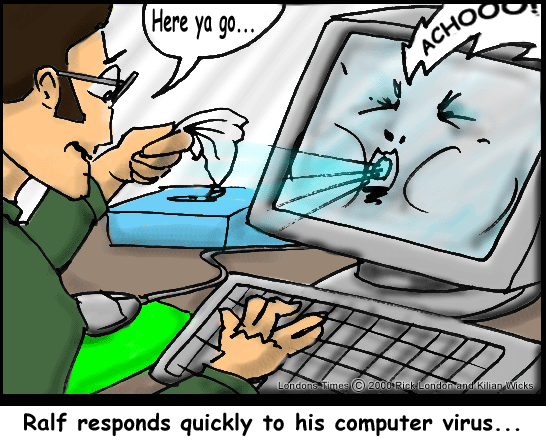 Here ya go...
ACHOOO!
Londons Times © 2000 Rick London and Kilian Wicks
Ralf responds quickly to his computer virus...